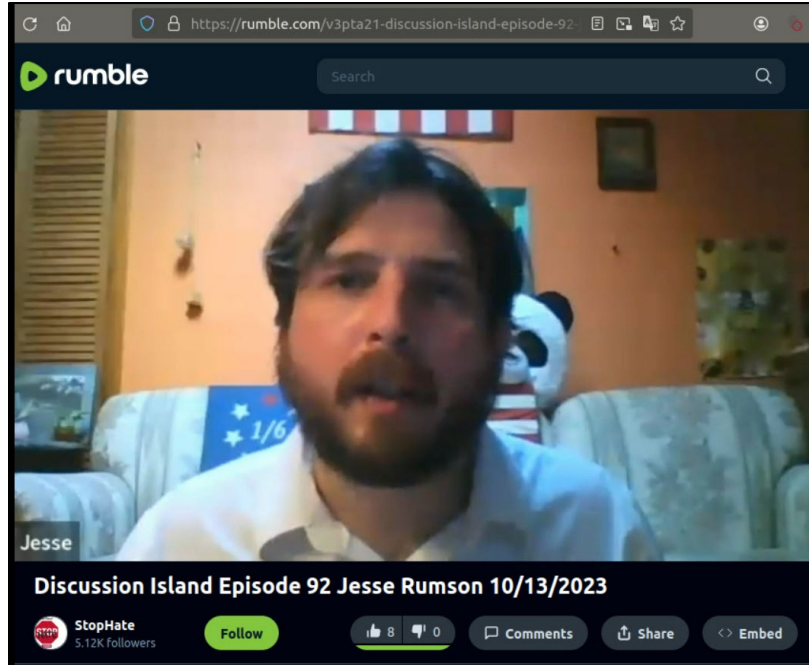 https://rumble.com/v3pta21-discussion-island-episode-92-j
rumble
Search
1/6
Jesse
Discussion Island Episode 92 Jesse Rumson 10/13/2023
StopHate
5.12K followers
Follow
8
0
Comments
Share
Embed